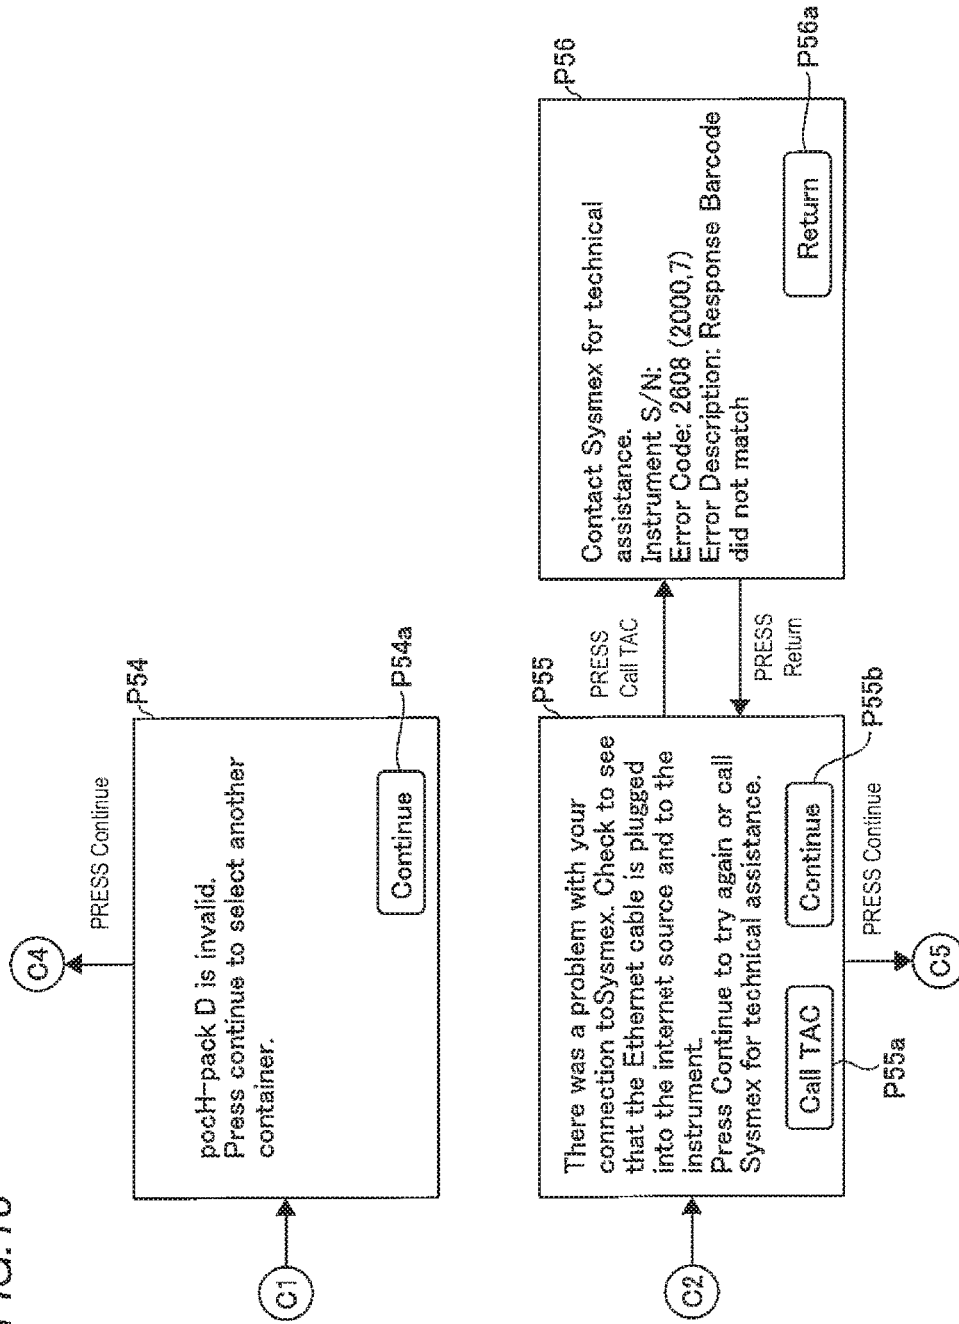 C4
PRESS Continue
P54
pocH-pack D is invalid.
Press continue to select another
container.
Continue
P54a
C1
P55
There was a problem with your
connection toSysmex. Check to see
that the Ethernet cable is plugged
into the internet source and to the
instrument.
Press Continue to try again or call
Sysmex for technical assistance.
Call TAC
Continue
P55a
P55b
C2
PRESS Continue
C5
PRESS
Call TAC
PRESS
Return
P56
Contact Sysmex for technical
assistance.
Instrument S/N:
Error Code: 2608 (2000,7)
Error Description: Response Barcode
did not match
Return
P56a